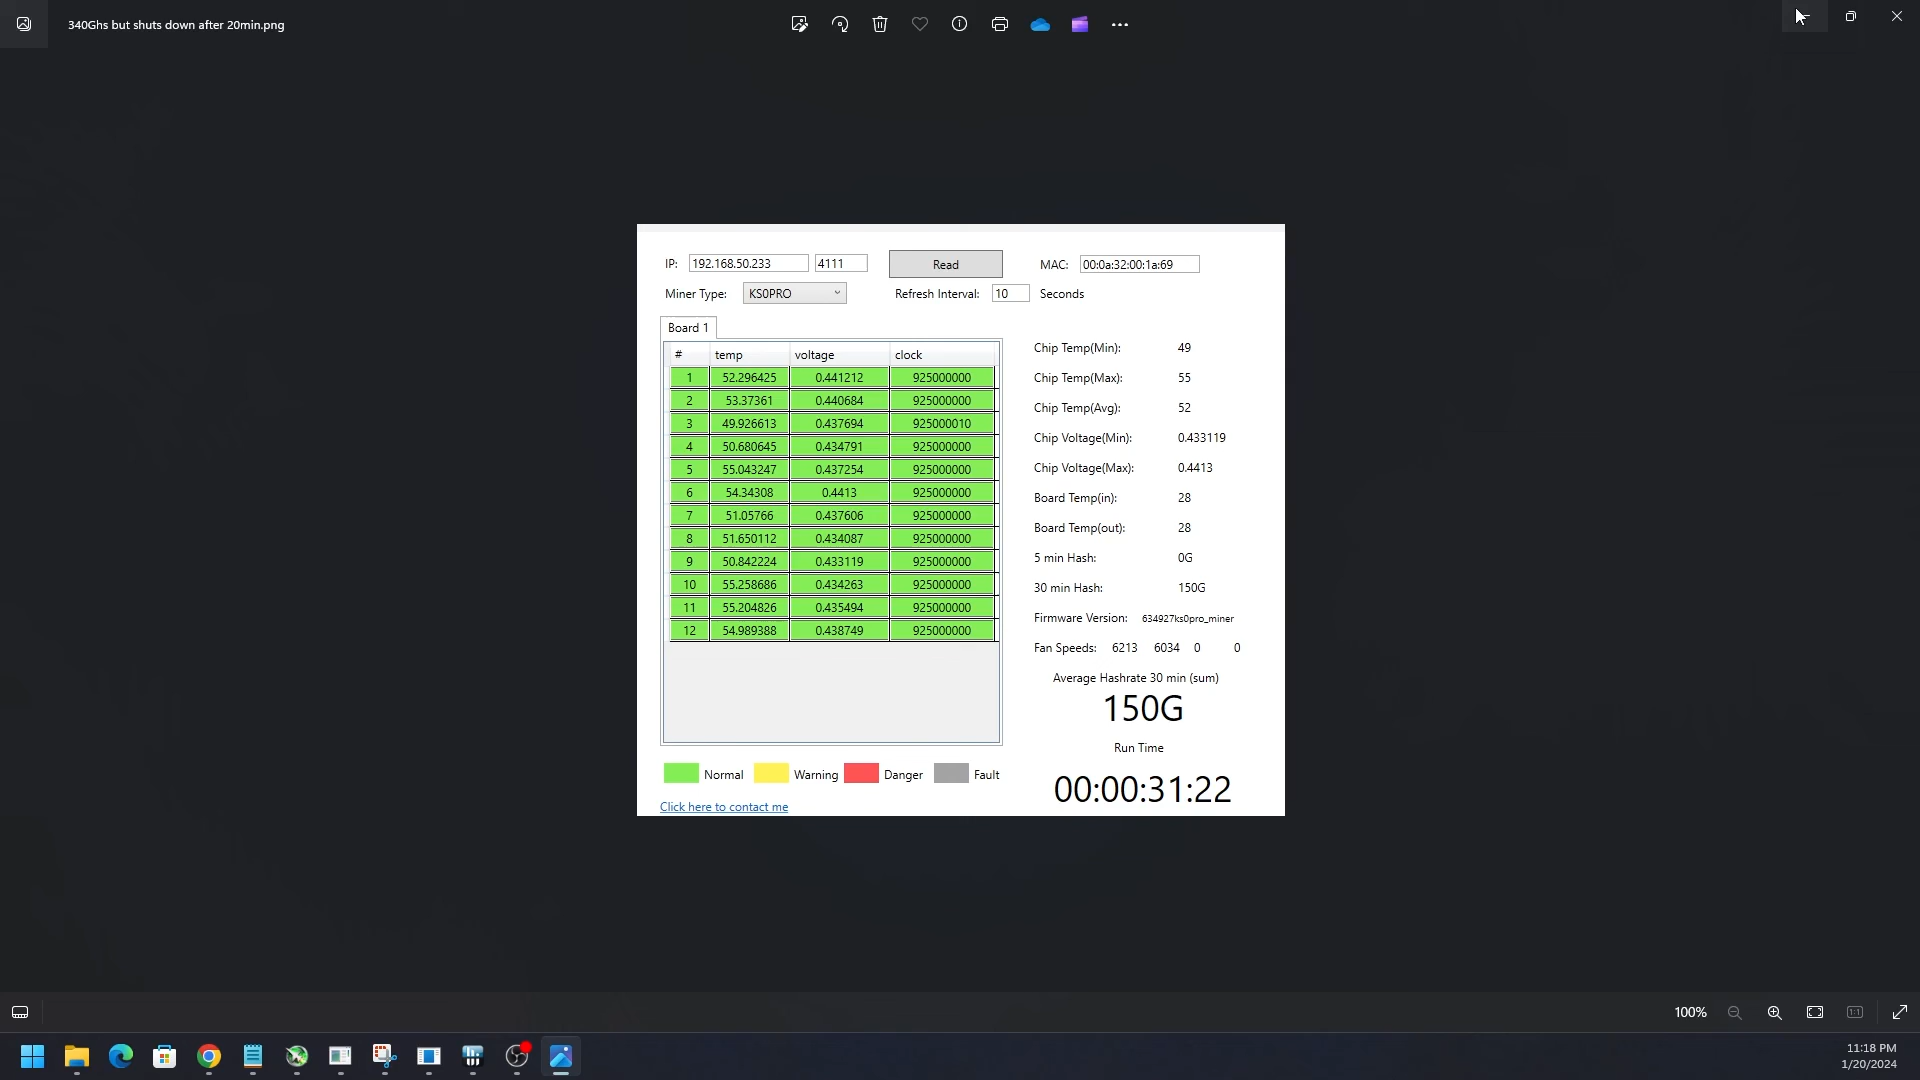 340Ghs but shuts down after 20min.png
IP: 192.168.50.233 4111 Read MAC: 00:0a:32:00:1a:69
Miner Type: KS0PRO Refresh Interval: 10 Seconds
Board 1
# temp voltage clock
1 52.296425 0.441212 925000000
2 53.37361 0.440684 925000000
3 49.926613 0.437694 925000010
4 50.680645 0.434791 925000000
5 55.043247 0.437254 925000000
6 54.34308 0.4413 925000000
7 51.05766 0.437606 925000000
8 51.650112 0.434087 925000000
9 50.842224 0.433119 925000000
10 55.258686 0.434263 925000000
11 55.204826 0.435494 925000000
12 54.989388 0.438749 925000000
Normal Warning Danger Fault
Click here to contact me
Chip Temp(Min): 49
Chip Temp(Max): 55
Chip Temp(Avg): 52
Chip Voltage(Min): 0.433119
Chip Voltage(Max): 0.4413
Board Temp(in): 28
Board Temp(out): 28
5 min Hash: 0G
30 min Hash: 150G
Firmware Version: 634927ks0pro_miner
Fan Speeds: 6213 6034 0 0
Average Hashrate 30 min (sum)
150G
Run Time
00:00:31:22
100%
1:1
11:18 PM
1/20/2024